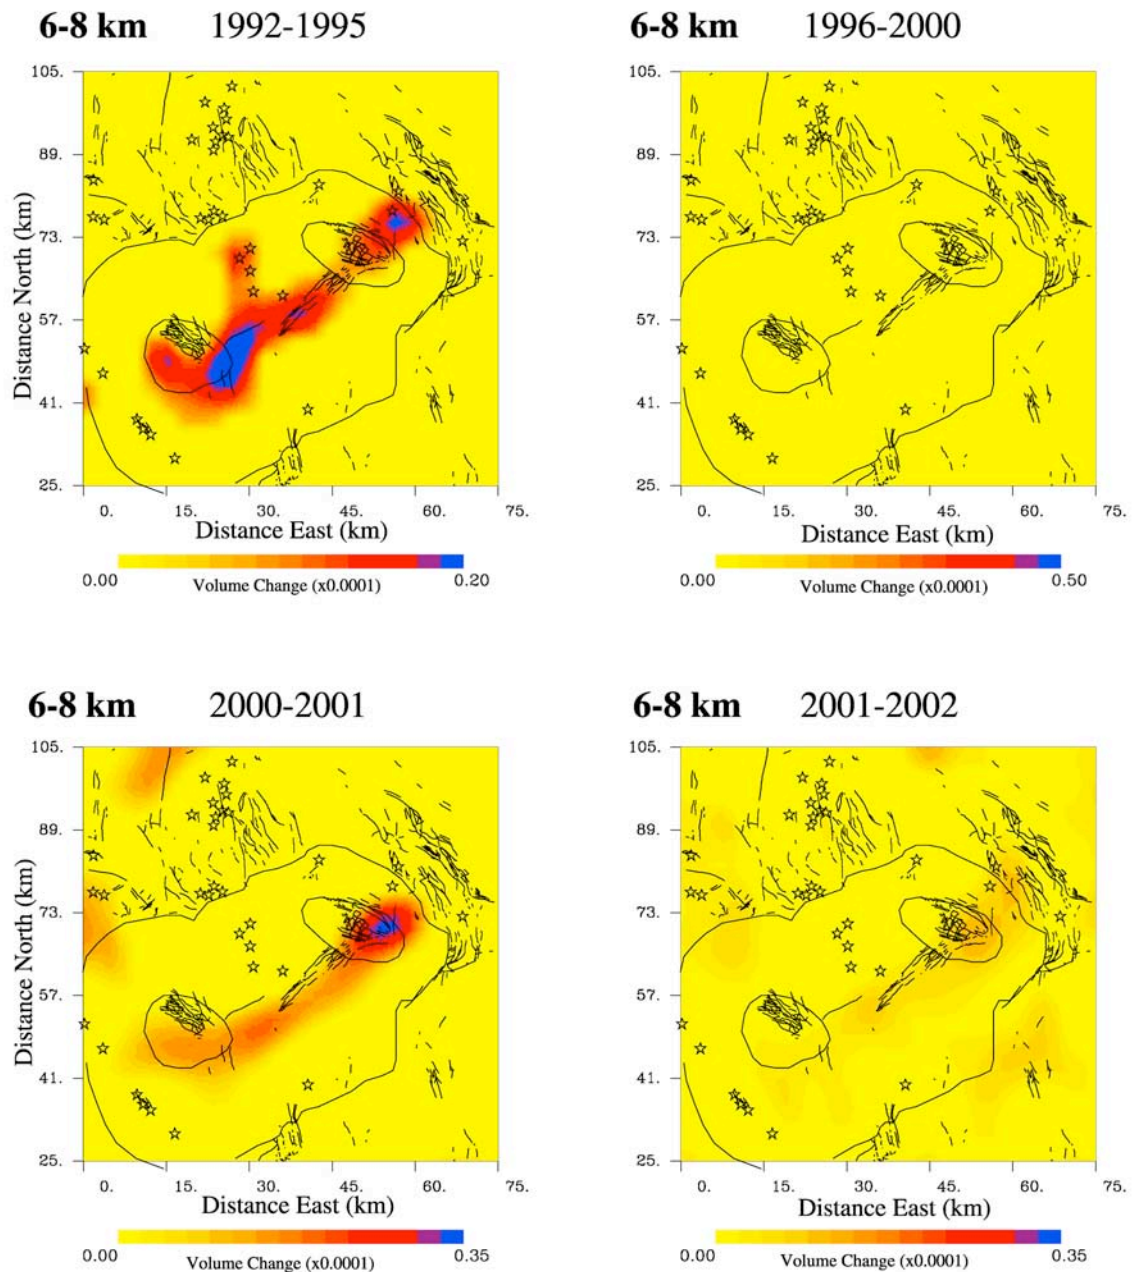 6-8 km 1992-1995
6-8 km 1996-2000
105.
89.
73.
57.
41.
25.
Distance North (km)
0. 15. 30. 45. 60. 75.
Distance East (km)
0.00 0.20
Volume Change (x0.0001)
105.
89.
73.
57.
41.
25.
0. 15. 30. 45. 60. 75.
Distance East (km)
0.00 0.50
Volume Change (x0.0001)
6-8 km 2000-2001
6-8 km 2001-2002
105.
89.
73.
57.
41.
25.
Distance North (km)
0. 15. 30. 45. 60. 75.
Distance East (km)
0.00 0.35
Volume Change (x0.0001)
105.
89.
73.
57.
41.
25.
0. 15. 30. 45. 60. 75.
Distance East (km)
0.00 0.35
Volume Change (x0.0001)